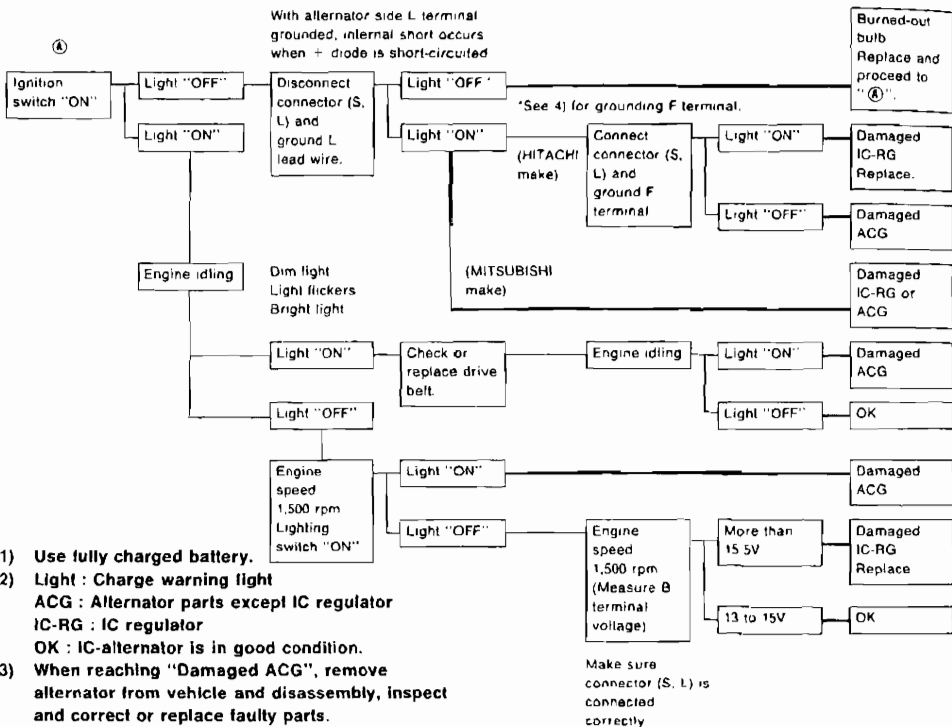 With alternator side L terminal
grounded, internal short occurs
when + diode is short-circuited
Ⓐ
Ignition
switch "ON"
Light "OFF"
Light "ON"
Disconnect
connector (S,
L) and
ground L
lead wire.
Light "OFF"
Light "ON"
*See 4) for grounding F terminal.
Burned-out
bulb
Replace and
proceed to
"Ⓐ".
(HITACHI
make)
Connect
connector (S,
L) and
ground F
terminal
Light "ON"
Damaged
IC-RG
Replace.
Light "OFF"
Damaged
ACG
(MITSUBISHI
make)
Damaged
IC-RG or
ACG
Engine idling
Dim light
Light flickers
Bright light
Light "ON"
Check or
replace drive
belt.
Engine idling
Light "ON"
Damaged
ACG
Light "OFF"
OK
Light "OFF"
Engine
speed
1,500 rpm
Lighting
switch "ON"
Light "ON"
Damaged
ACG
Light "OFF"
Engine
speed
1,500 rpm
(Measure B
terminal
voltage)
More than
15 5V
Damaged
IC-RG
Replace
13 to 15V
OK
Make sure
connector (S, L) is
connected
correctly
1) Use fully charged battery.
2) Light : Charge warning light
ACG : Alternator parts except IC regulator
IC-RG : IC regulator
OK : IC-alternator is in good condition.
3) When reaching "Damaged ACG", remove
alternator from vehicle and disassembly, inspect
and correct or replace faulty parts.